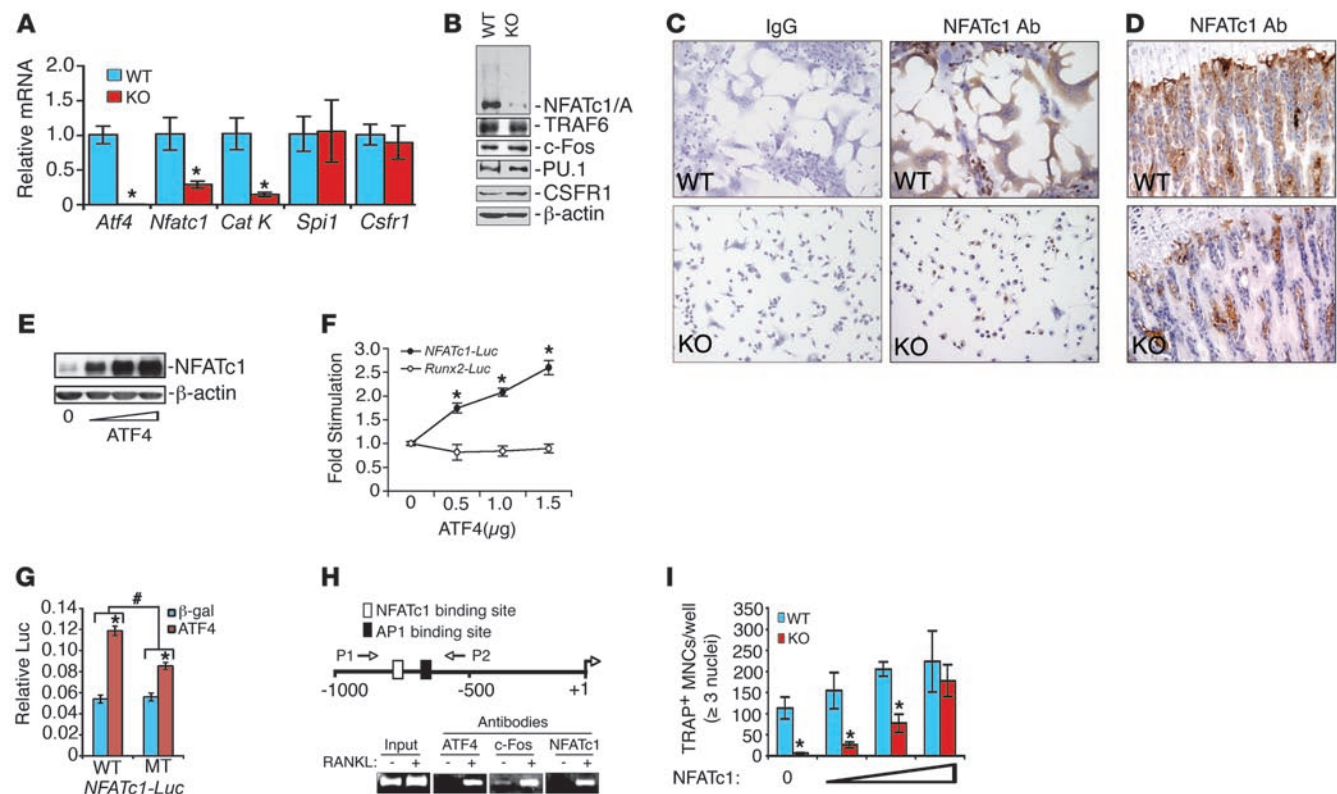 A
Relative mRNA
2.0
1.5
1.0
0.5
0
WT
KO
*
*
*
Atf4 Nfatc1 Cat K Spi1 Csfr1
B
WT KO
-NFATc1/A
-TRAF6
-c-Fos
-PU.1
-CSFR1
-β-actin
C
IgG
NFATc1 Ab
WT
WT
KO
KO
D
NFATc1 Ab
WT
KO
E
-NFATc1
-β-actin
0
ATF4
F
Fold Stimulation
3.0
2.5
2.0
1.5
1.0
0.5
0
NFATc1-Luc
Runx2-Luc
*
*
*
0 0.5 1.0 1.5
ATF4(µg)
G
Relative Luc
0.14
0.12
0.10
0.08
0.06
0.04
0.02
0
#
β-gal
ATF4
*
*
WT MT
NFATc1-Luc
H
NFATc1 binding site
AP1 binding site
P1 P2
-1000 -500 +1
Antibodies
Input ATF4 c-Fos NFATc1
RANKL: - + - + - + - +
I
TRAP+ MNCs/well
(≥ 3 nuclei)
350
300
250
200
150
100
50
0
WT
KO
*
*
*
NFATc1: 0